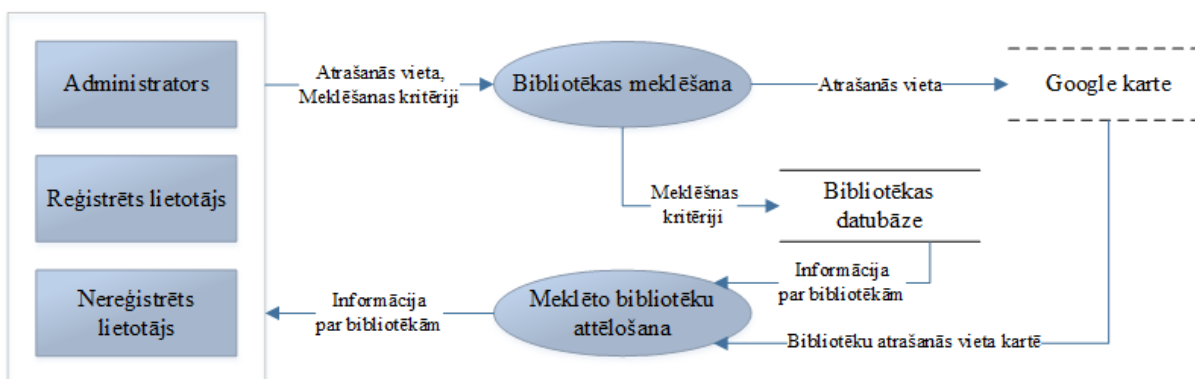 Administrators
Atrašanās vieta,
Meklēšanas kritēriji
Bibliotēkas meklēšana
Atrašanās vieta
Google karte
Reģistrēts lietotājs
Meklēšnas
kritēriji
Bibliotēkas
datubāze
Nereģistrēts
lietotājs
Informācija
par bibliotēkām
Meklēto bibliotēku
attēlošana
Informācija
par bibliotēkām
Bibliotēku atrašanās vieta kartē